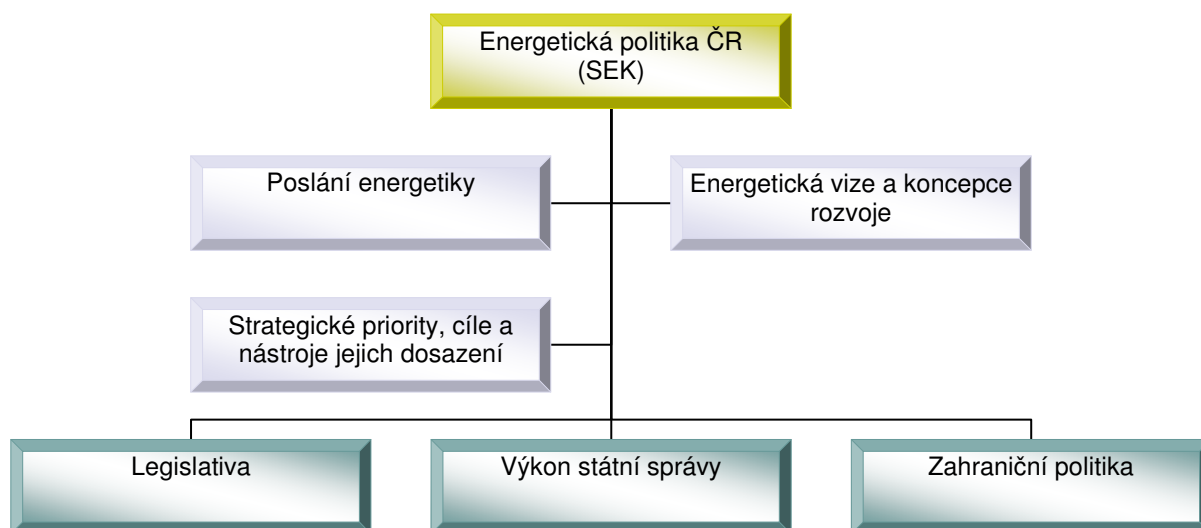 Energetická politika ČR
(SEK)
Poslání energetiky
Energetická vize a koncepce
rozvoje
Strategické priority, cíle a
nástroje jejich dosazení
Legislativa
Výkon státní správy
Zahraniční politika